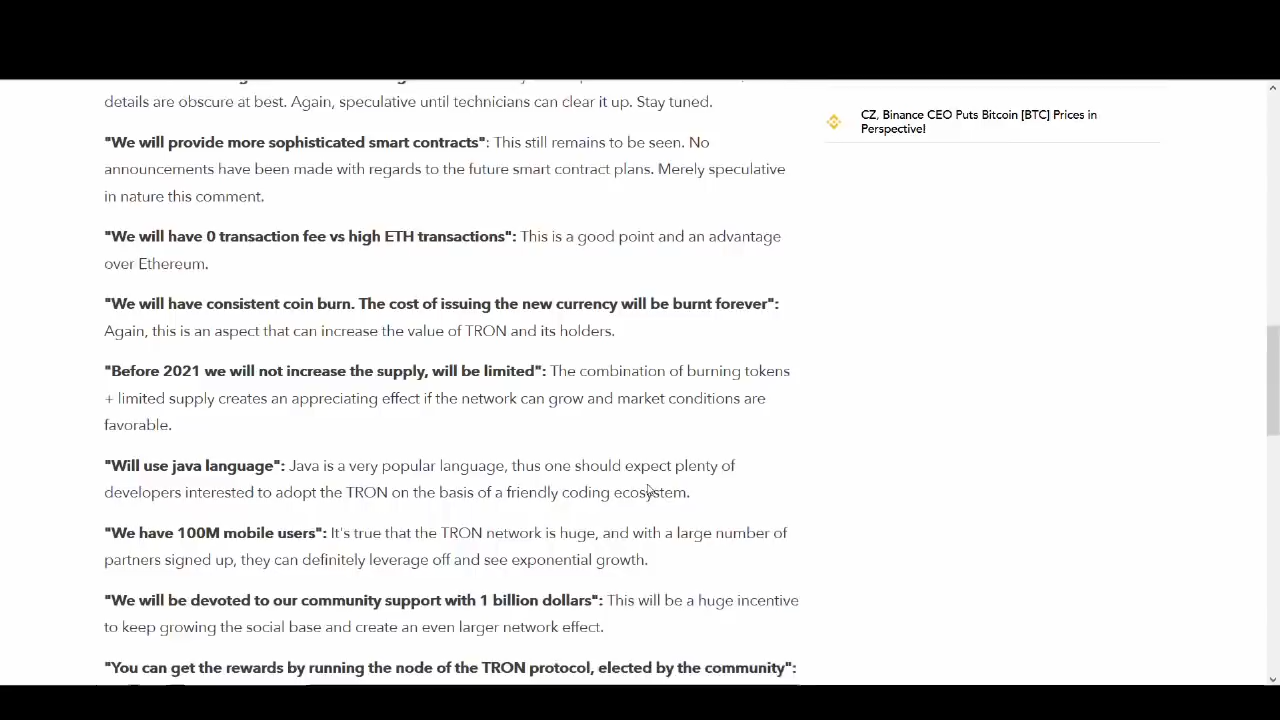 details are obscure at best. Again, speculative until technicians can clear it up. Stay tuned.
"We will provide more sophisticated smart contracts": This still remains to be seen. No
announcements have been made with regards to the future smart contract plans. Merely speculative
in nature this comment.
"We will have 0 transaction fee vs high ETH transactions": This is a good point and an advantage
over Ethereum.
"We will have consistent coin burn. The cost of issuing the new currency will be burnt forever":
Again, this is an aspect that can increase the value of TRON and its holders.
"Before 2021 we will not increase the supply, will be limited": The combination of burning tokens
+ limited supply creates an appreciating effect if the network can grow and market conditions are
favorable.
"Will use java language": Java is a very popular language, thus one should expect plenty of
developers interested to adopt the TRON on the basis of a friendly coding ecosystem.
"We have 100M mobile users": It's true that the TRON network is huge, and with a large number of
partners signed up, they can definitely leverage off and see exponential growth.
"We will be devoted to our community support with 1 billion dollars": This will be a huge incentive
to keep growing the social base and create an even larger network effect.
"You can get the rewards by running the node of the TRON protocol, elected by the community":
CZ, Binance CEO Puts Bitcoin [BTC] Prices in
Perspective!